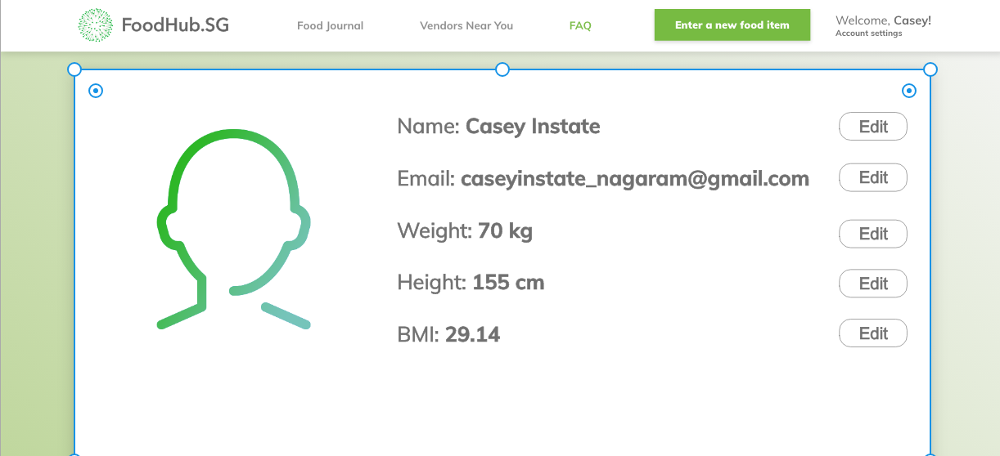 FoodHub.SG Food Journal Vendors Near You FAQ Enter a new food item Welcome, Casey!
Account settings
Name: Casey Instate Edit
Email: caseyinstate_nagaram@gmail.com Edit
Weight: 70 kg Edit
Height: 155 cm Edit
BMI: 29.14 Edit